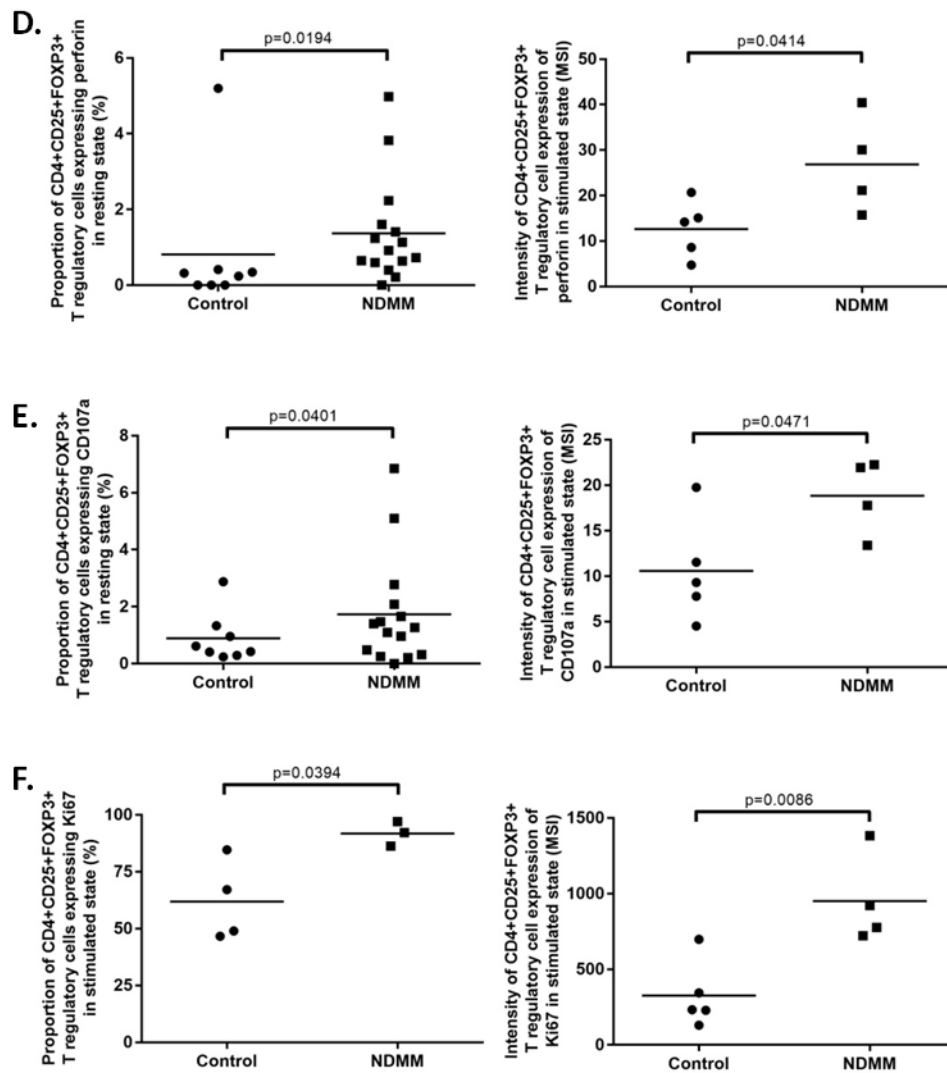 D.
Proportion of CD4+CD25+FOXP3+
T regulatory cells expressing perforin
in resting state (%)
p=0.0194
6
4
2
0
Control
NDMM
Intensity of CD4+CD25+FOXP3+
T regulatory cell expression of
perforin in stimulated state (MSI)
p=0.0414
50
40
30
20
10
0
Control
NDMM
E.
Proportion of CD4+CD25+FOXP3+
T regulatory cells expressing CD107a
in resting state (%)
p=0.0401
8
6
4
2
0
Control
NDMM
Intensity of CD4+CD25+FOXP3+
T regulatory cell expression of
CD107a in stimulated state (MSI)
p=0.0471
25
20
15
10
5
0
Control
NDMM
F.
Proportion of CD4+CD25+FOXP3+
T regulatory cells expressing Ki67
in stimulated state (%)
p=0.0394
100
75
50
25
0
Control
NDMM
Intensity of CD4+CD25+FOXP3+
T regulatory cell expression of
Ki67 in stimulated state (MSI)
p=0.0086
1500
1000
500
0
Control
NDMM